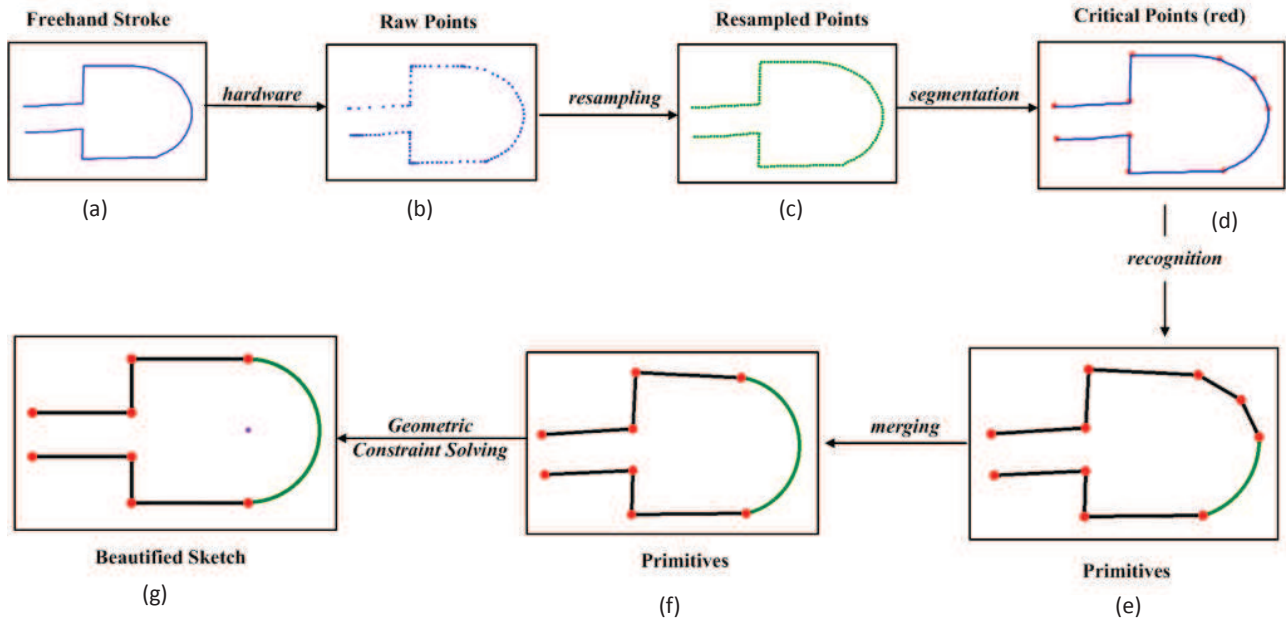 Freehand Stroke
Raw Points
Resampled Points
Critical Points (red)
hardware
resampling
segmentation
(a)
(b)
(c)
(d)
recognition
Geometric
Constraint Solving
merging
Beautified Sketch
Primitives
Primitives
(g)
(f)
(e)